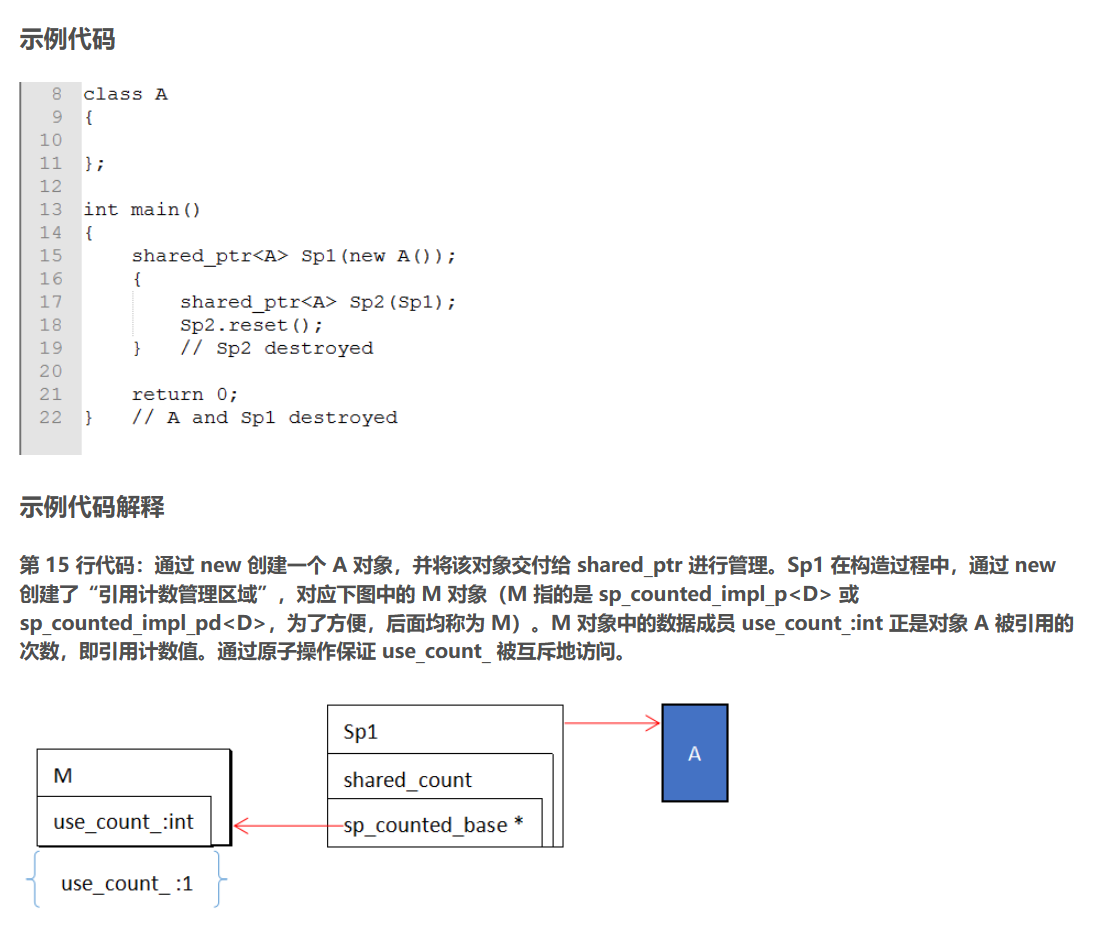 示例代码
8 class A
9 {
10
11 };
12
13 int main()
14 {
15     shared_ptr<A> Sp1(new A());
16     {
17         shared_ptr<A> Sp2(Sp1);
18         Sp2.reset();
19     }   // Sp2 destroyed
20
21     return 0;
22 }   // A and Sp1 destroyed
示例代码解释
第 15 行代码：通过 new 创建一个 A 对象，并将该对象交付给 shared_ptr 进行管理。Sp1 在构造过程中，通过 new
创建了“引用计数管理区域”，对应下图中的 M 对象（M 指的是 sp_counted_impl_p<D> 或
sp_counted_impl_pd<D>，为了方便，后面均称为 M）。M 对象中的数据成员 use_count_:int 正是对象 A 被引用的
次数，即引用计数值。通过原子操作保证 use_count_ 被互斥地访问。
Sp1
A
M
shared_count
use_count_:int
sp_counted_base *
use_count_ :1